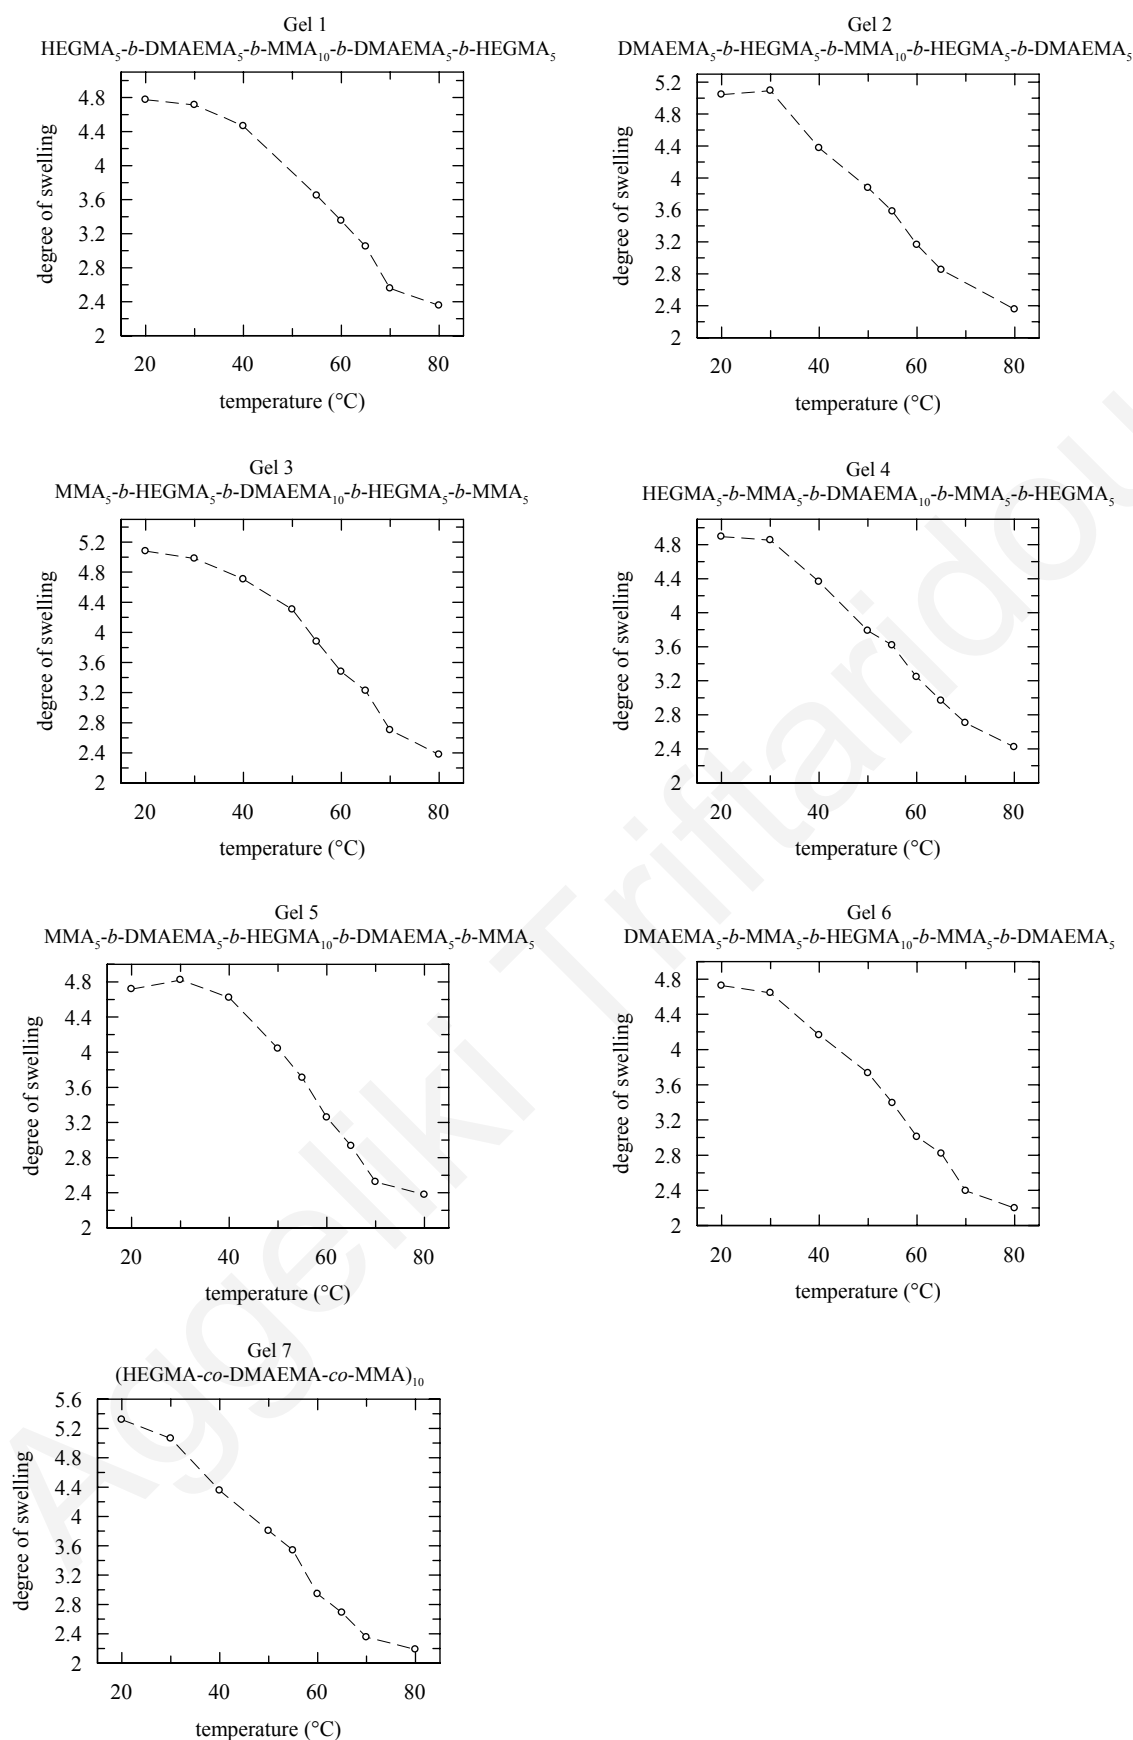 Gel 1
HEGMA₅-b-DMAEMA₅-b-MMA₁₀-b-DMAEMA₅-b-HEGMA₅
degree of swelling
4.8
4.4
4
3.6
3.2
2.8
2.4
2
20 40 60 80
temperature (°C)
Gel 2
DMAEMA₅-b-HEGMA₅-b-MMA₁₀-b-HEGMA₅-b-DMAEMA₅
degree of swelling
5.2
4.8
4.4
4
3.6
3.2
2.8
2.4
2
20 40 60 80
temperature (°C)
Gel 3
MMA₅-b-HEGMA₅-b-DMAEMA₁₀-b-HEGMA₅-b-MMA₅
degree of swelling
5.2
4.8
4.4
4
3.6
3.2
2.8
2.4
2
20 40 60 80
temperature (°C)
Gel 4
HEGMA₅-b-MMA₅-b-DMAEMA₁₀-b-MMA₅-b-HEGMA₅
degree of swelling
4.8
4.4
4
3.6
3.2
2.8
2.4
2
20 40 60 80
temperature (°C)
Gel 5
MMA₅-b-DMAEMA₅-b-HEGMA₁₀-b-DMAEMA₅-b-MMA₅
degree of swelling
4.8
4.4
4
3.6
3.2
2.8
2.4
2
20 40 60 80
temperature (°C)
Gel 6
DMAEMA₅-b-MMA₅-b-HEGMA₁₀-b-MMA₅-b-DMAEMA₅
degree of swelling
4.8
4.4
4
3.6
3.2
2.8
2.4
2
20 40 60 80
temperature (°C)
Gel 7
(HEGMA-co-DMAEMA-co-MMA)₁₀
degree of swelling
5.6
5.2
4.8
4.4
4
3.6
3.2
2.8
2.4
2
20 40 60 80
temperature (°C)
Aggeliki Triftaridou